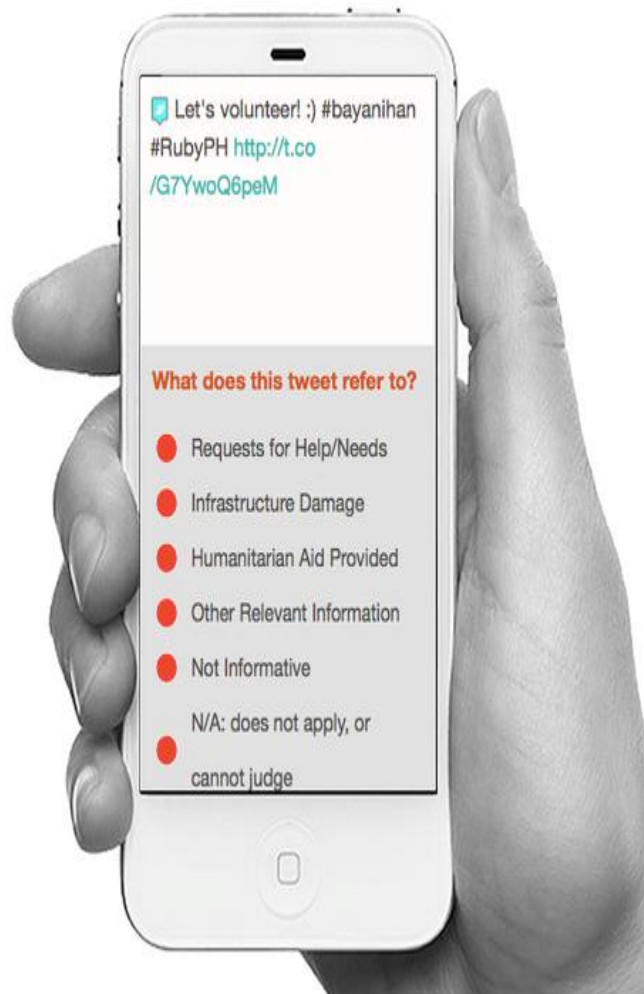 Let's volunteer! :) #bayanihan
#RubyPH http://t.co
/G7YwoQ6peM
What does this tweet refer to?
Requests for Help/Needs
Infrastructure Damage
Humanitarian Aid Provided
Other Relevant Information
Not Informative
N/A: does not apply, or
cannot judge